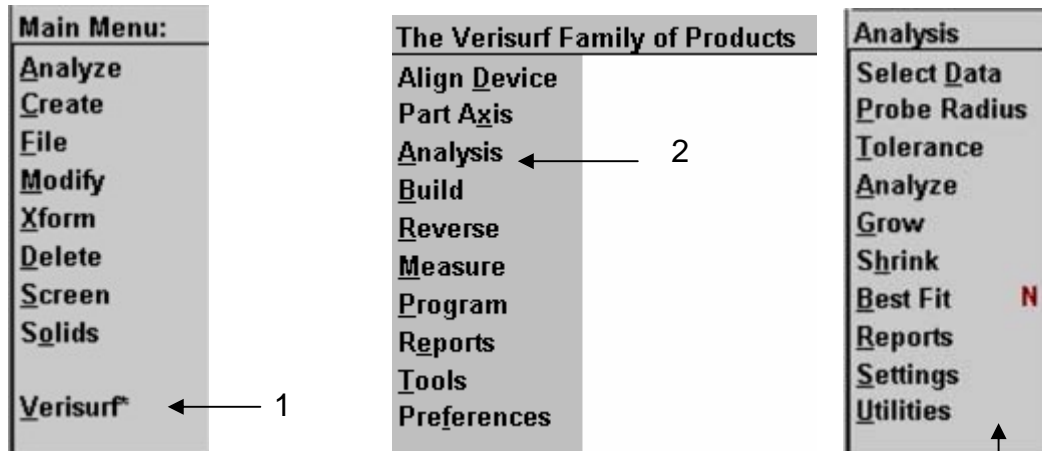 Main Menu:
Analyze
Create
File
Modify
Xform
Delete
Screen
Solids
Verisurf*
1
The Verisurf Family of Products
Align Device
Part Axis
Analysis
2
Build
Reverse
Measure
Program
Reports
Tools
Preferences
Analysis
Select Data
Probe Radius
Tolerance
Analyze
Grow
Shrink
Best Fit N
Reports
Settings
Utilities